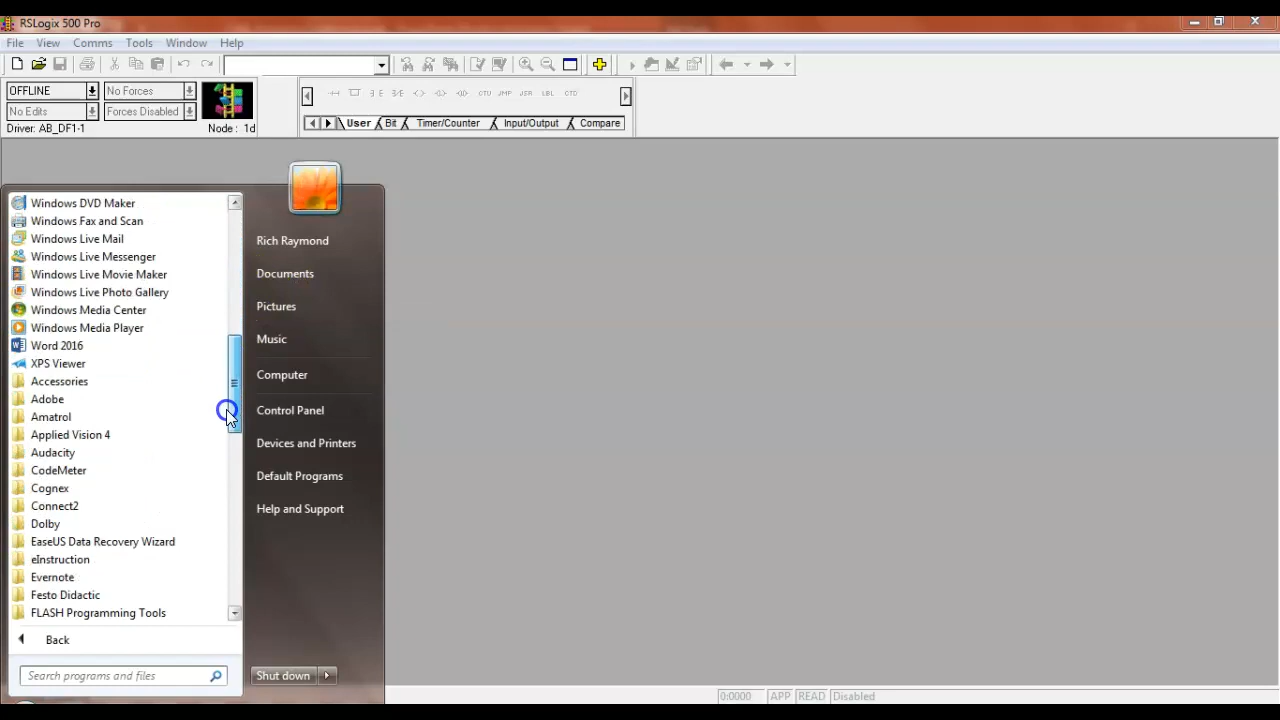 RSLogix 500 Pro
File View Comms Tools Window Help
OFFLINE No Forces
No Edits Forces Disabled
Driver: AB_DF1-1 Node : 1d
CTU JMP JSR LBL CTD
User Bit Timer/Counter Input/Output Compare
Windows DVD Maker
Windows Fax and Scan
Windows Live Mail
Windows Live Messenger
Windows Live Movie Maker
Windows Live Photo Gallery
Windows Media Center
Windows Media Player
Word 2016
XPS Viewer
Accessories
Adobe
Amatrol
Applied Vision 4
Audacity
CodeMeter
Cognex
Connect2
Dolby
EaseUS Data Recovery Wizard
eInstruction
Evernote
Festo Didactic
FLASH Programming Tools
Back
Search programs and files
Rich Raymond
Documents
Pictures
Music
Computer
Control Panel
Devices and Printers
Default Programs
Help and Support
Shut down
0:0000 APP READ Disabled